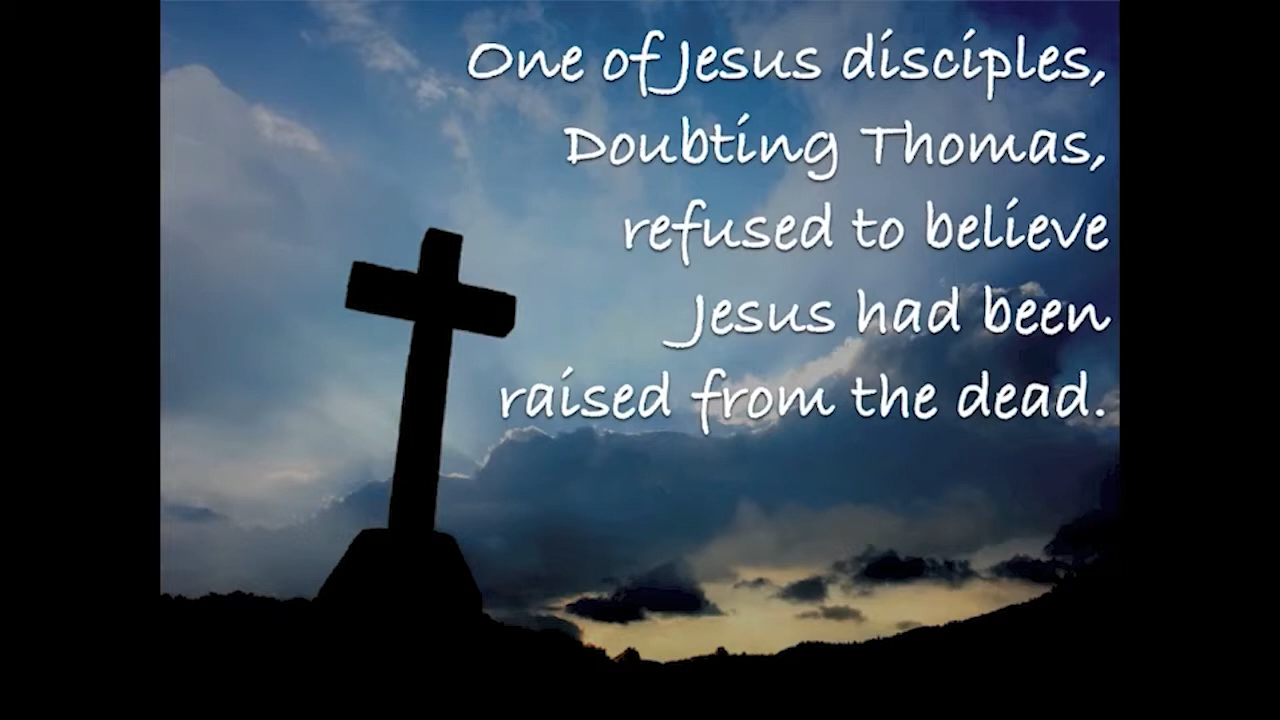 One of Jesus disciples,
Doubting Thomas,
refused to believe
Jesus had been
raised from the dead.